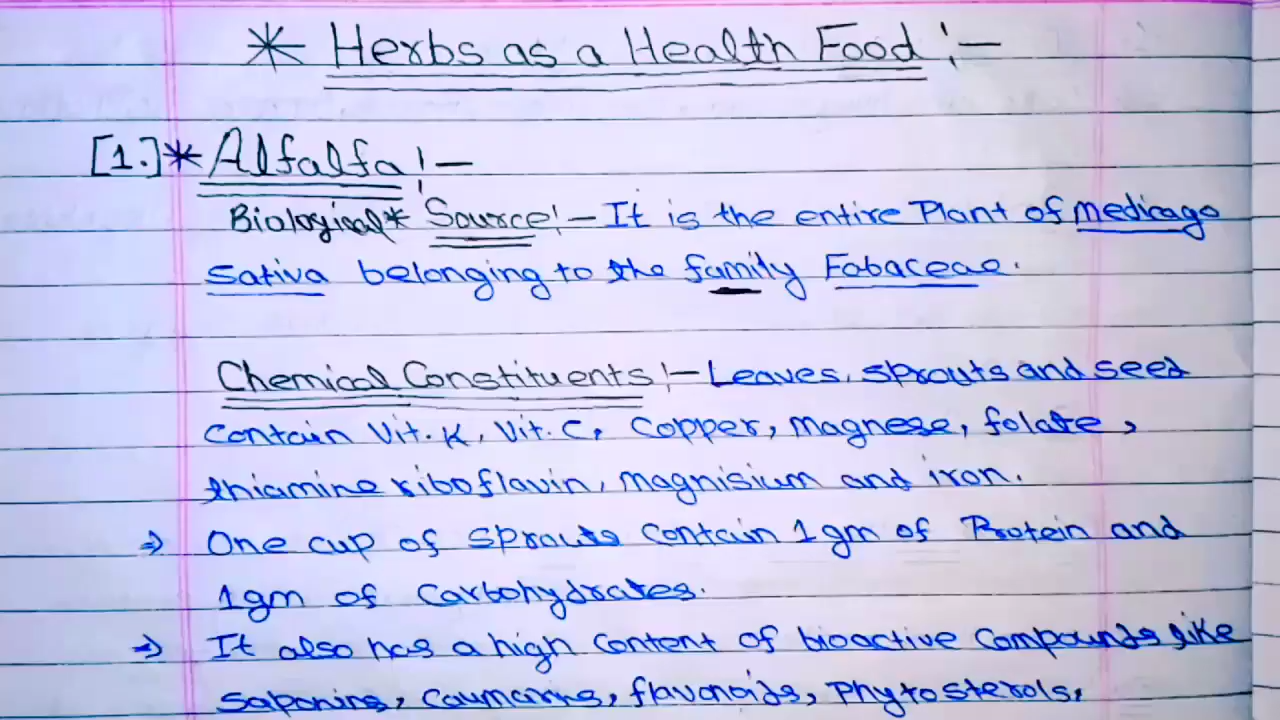 * Herbs as a Health Food :-
[1.] * Alfalfa :-
Biological * Source :- It is the entire Plant of medicago
sativa belonging to the family Fabaceae.
Chemical Constituents :- Leaves, sprouts and seed
contain Vit. K, Vit. C, Copper, magnese, folate,
thiamine riboflavin, magnisium and iron.
⇒ One cup of sprouts contain 1gm of Protein and
1gm of Carbohydrates.
⇒ It also has a high content of bioactive compounds like
saponins, coumarins, flavonoids, Phytosterols,